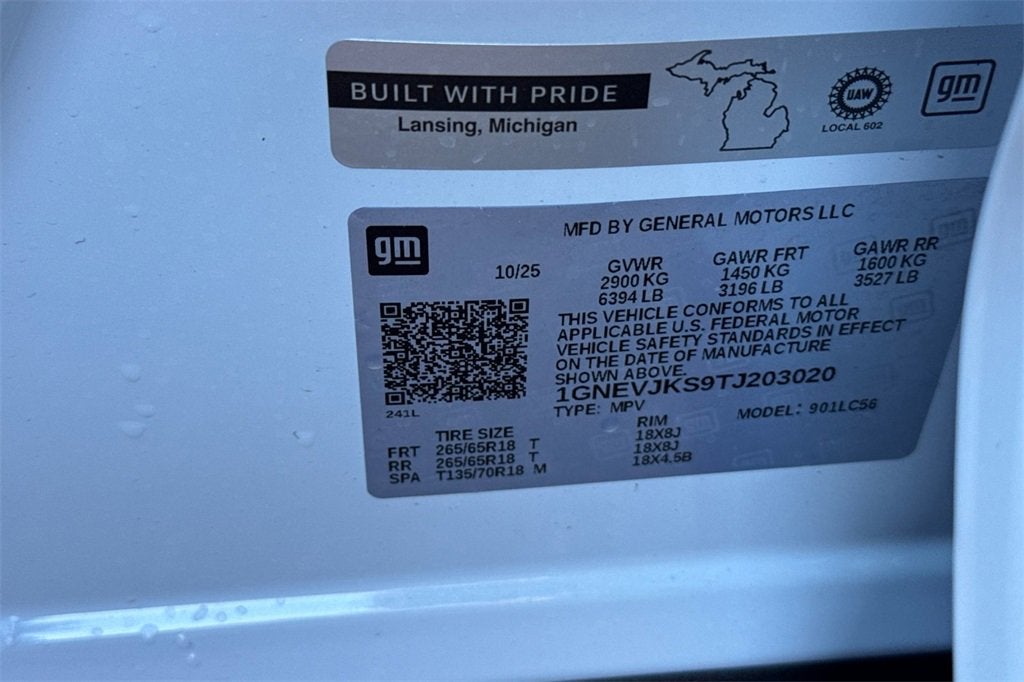 BUILT WITH PRIDE
Lansing, Michigan
UAW
LOCAL 602
gm
gm
MFD BY GENERAL MOTORS LLC
10/25
GVWR GAWR FRT GAWR RR
2900 KG 1450 KG 1600 KG
6394 LB 3196 LB 3527 LB
THIS VEHICLE CONFORMS TO ALL
APPLICABLE U.S. FEDERAL MOTOR
VEHICLE SAFETY STANDARDS IN EFFECT
ON THE DATE OF MANUFACTURE
SHOWN ABOVE.
1GNEVJKS9TJ203020
TYPE: MPV MODEL: 901LC56
241L
TIRE SIZE RIM
FRT 265/65R18 T 18X8J
RR 265/65R18 T 18X8J
SPA T135/70R18 M 18X4.5B